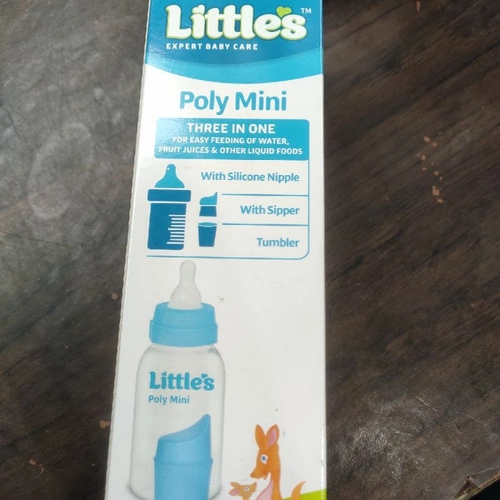 Little's TM
EXPERT BABY CARE
Poly Mini
THREE IN ONE
FOR EASY FEEDING OF WATER,
FRUIT JUICES & OTHER LIQUID FOODS
With Silicone Nipple
With Sipper
Tumbler
Little's
Poly Mini